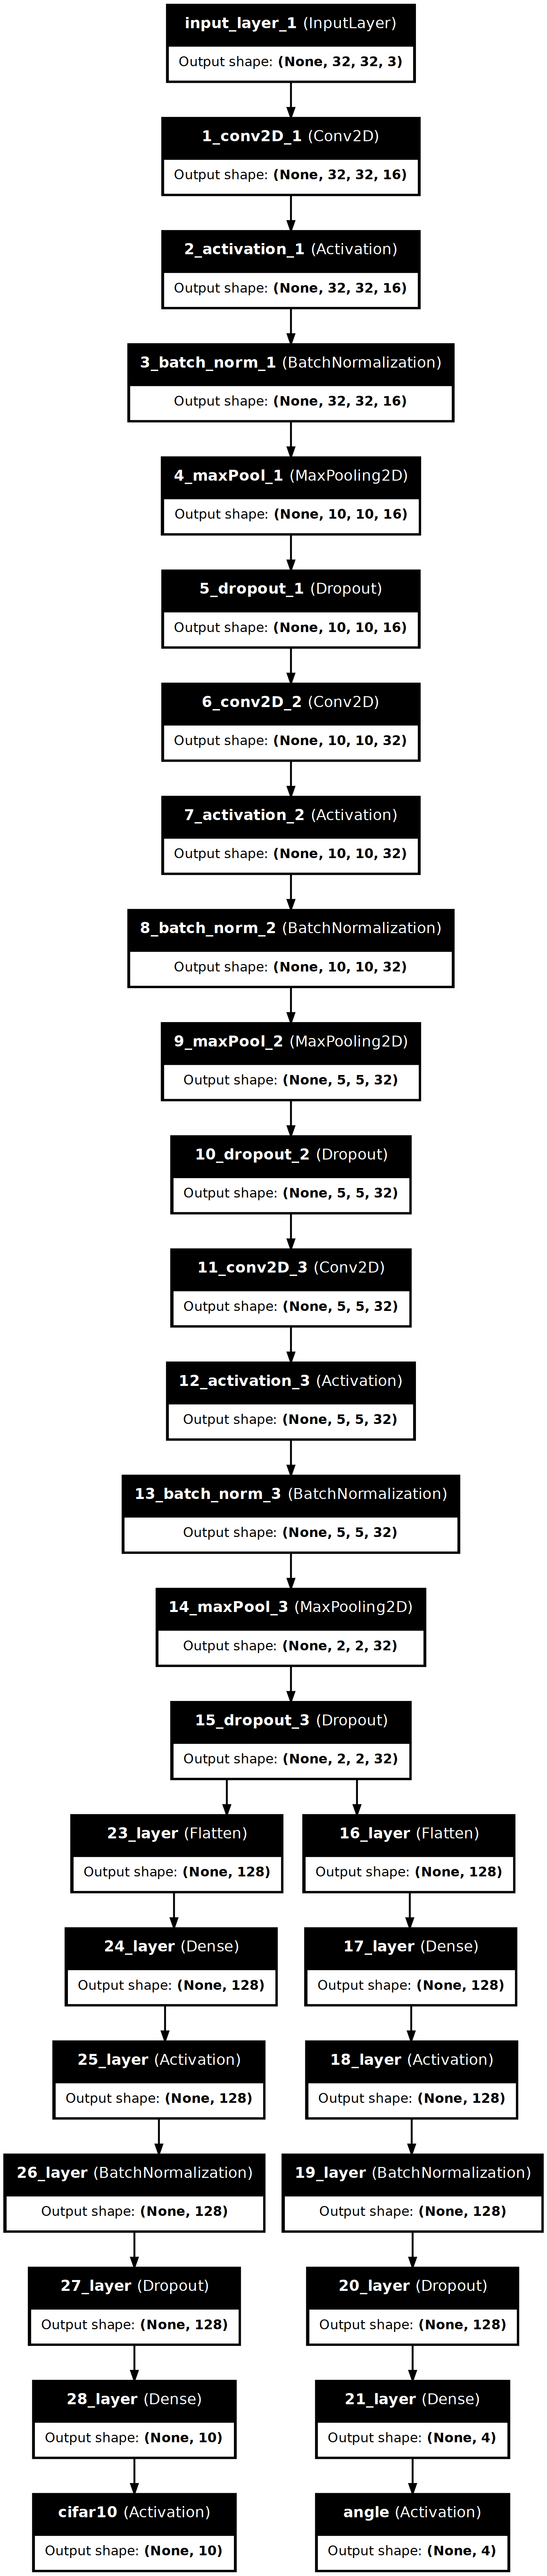 input_layer_1 (InputLayer)
Output shape: (None, 32, 32, 3)
1_conv2D_1 (Conv2D)
Output shape: (None, 32, 32, 16)
2_activation_1 (Activation)
Output shape: (None, 32, 32, 16)
3_batch_norm_1 (BatchNormalization)
Output shape: (None, 32, 32, 16)
4_maxPool_1 (MaxPooling2D)
Output shape: (None, 10, 10, 16)
5_dropout_1 (Dropout)
Output shape: (None, 10, 10, 16)
6_conv2D_2 (Conv2D)
Output shape: (None, 10, 10, 32)
7_activation_2 (Activation)
Output shape: (None, 10, 10, 32)
8_batch_norm_2 (BatchNormalization)
Output shape: (None, 10, 10, 32)
9_maxPool_2 (MaxPooling2D)
Output shape: (None, 5, 5, 32)
10_dropout_2 (Dropout)
Output shape: (None, 5, 5, 32)
11_conv2D_3 (Conv2D)
Output shape: (None, 5, 5, 32)
12_activation_3 (Activation)
Output shape: (None, 5, 5, 32)
13_batch_norm_3 (BatchNormalization)
Output shape: (None, 5, 5, 32)
14_maxPool_3 (MaxPooling2D)
Output shape: (None, 2, 2, 32)
15_dropout_3 (Dropout)
Output shape: (None, 2, 2, 32)
23_layer (Flatten)
Output shape: (None, 128)
16_layer (Flatten)
Output shape: (None, 128)
24_layer (Dense)
Output shape: (None, 128)
17_layer (Dense)
Output shape: (None, 128)
25_layer (Activation)
Output shape: (None, 128)
18_layer (Activation)
Output shape: (None, 128)
26_layer (BatchNormalization)
Output shape: (None, 128)
19_layer (BatchNormalization)
Output shape: (None, 128)
27_layer (Dropout)
Output shape: (None, 128)
20_layer (Dropout)
Output shape: (None, 128)
28_layer (Dense)
Output shape: (None, 10)
21_layer (Dense)
Output shape: (None, 4)
cifar10 (Activation)
Output shape: (None, 10)
angle (Activation)
Output shape: (None, 4)